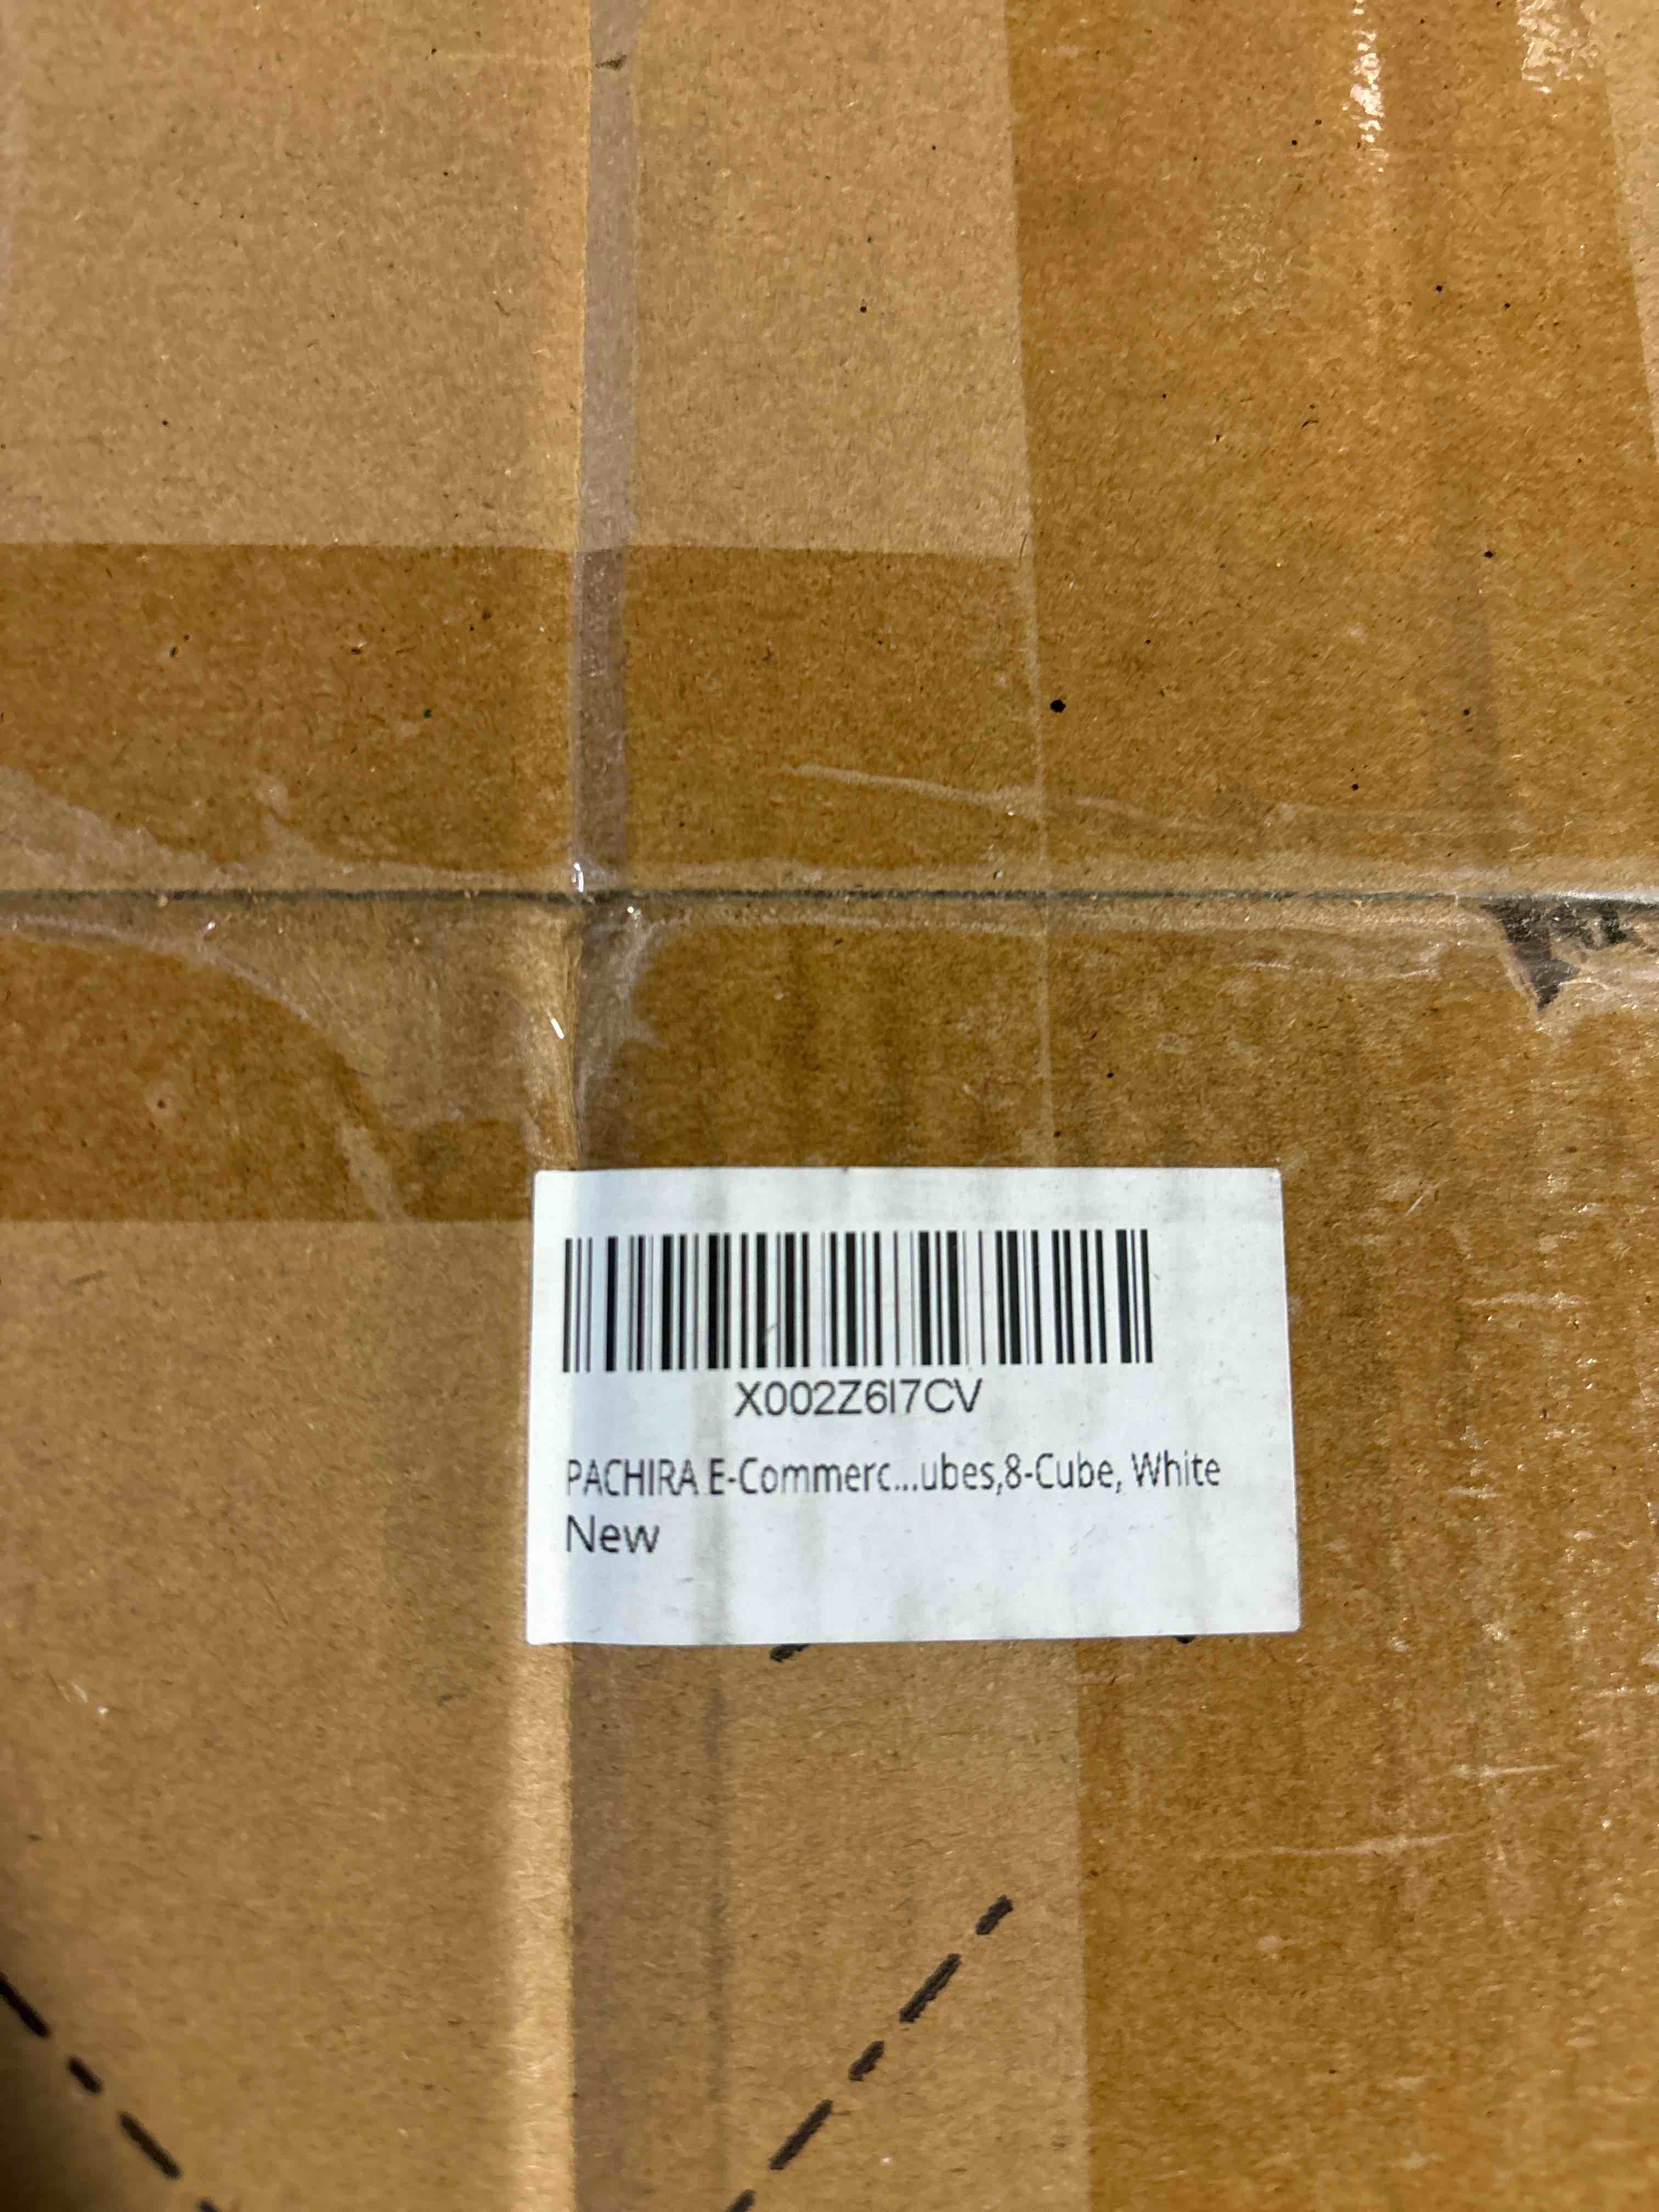 X002Z6I7CV
PACHIRA E-Commerc...ubes,8-Cube, White
New